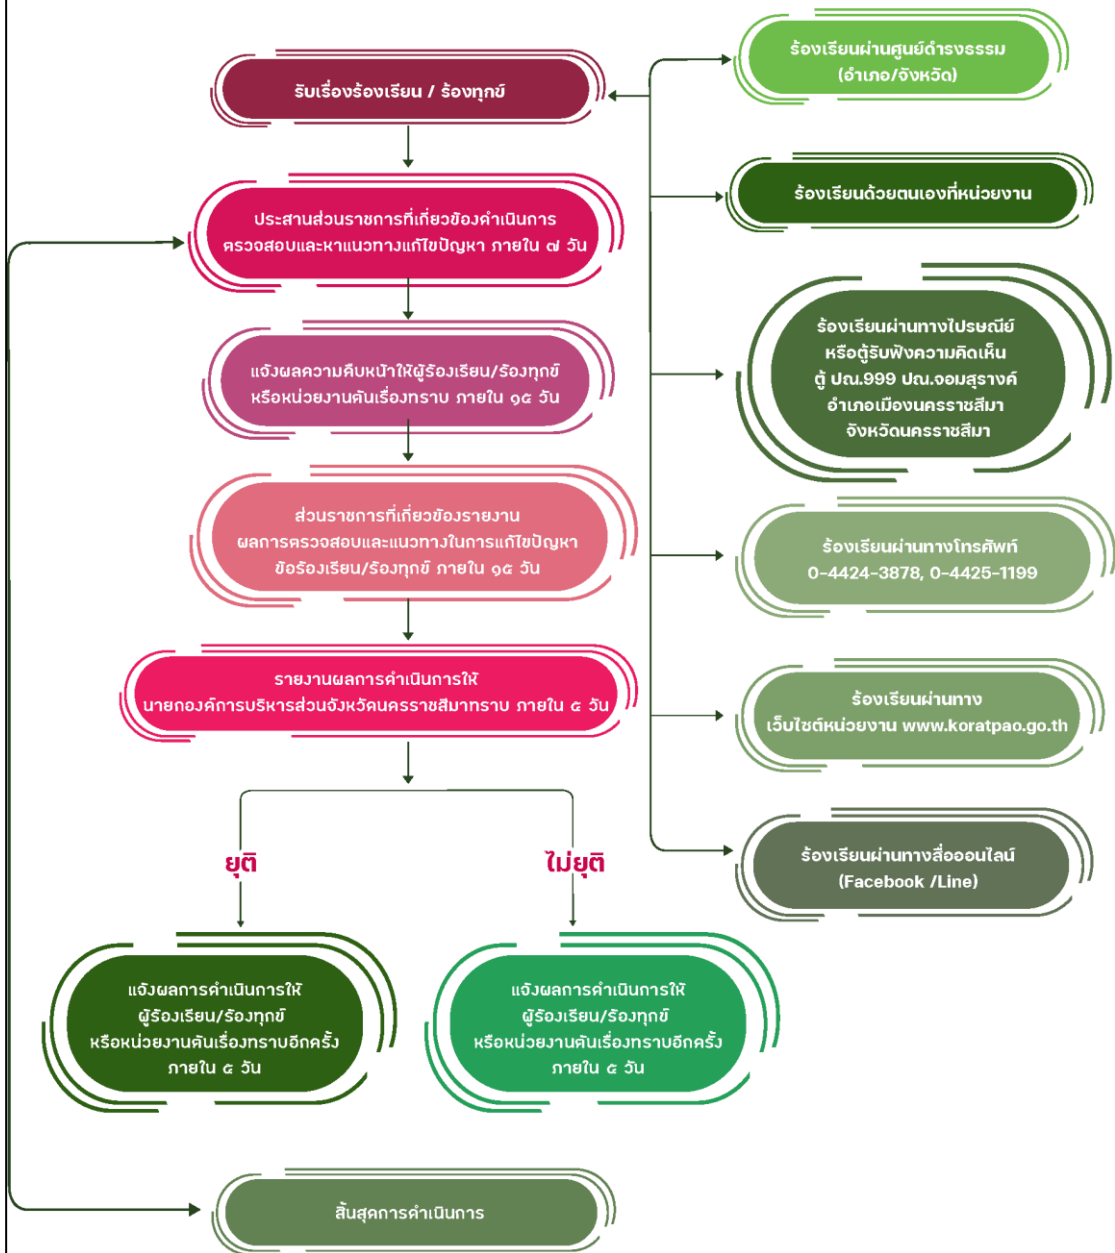 รับเรื่องร้องเรียน / ร้องทุกข์
ประสานส่วนราชการที่เกี่ยวข้องดำเนินการ
ตรวจสอบและหาแนวทางแก้ไขปัญหา ภายใน ๗ วัน
แจ้งผลความคืบหน้าให้ผู้ร้องเรียน/ร้องทุกข์
หรือหน่วยงานต้นเรื่องทราบ ภายใน ๑๕ วัน
ส่วนราชการที่เกี่ยวข้องรายงาน
ผลการตรวจสอบและแนวทางในการแก้ไขปัญหา
ข้อร้องเรียน/ร้องทุกข์ ภายใน ๑๕ วัน
รายงานผลการดำเนินการให้
นายกองค์การบริหารส่วนจังหวัดนครราชสีมาทราบ ภายใน ๕ วัน
ยุติ
ไม่ยุติ
แจ้งผลการดำเนินการให้
ผู้ร้องเรียน/ร้องทุกข์
หรือหน่วยงานต้นเรื่องทราบอีกครั้ง
ภายใน ๕ วัน
แจ้งผลการดำเนินการให้
ผู้ร้องเรียน/ร้องทุกข์
หรือหน่วยงานต้นเรื่องทราบอีกครั้ง
ภายใน ๕ วัน
สิ้นสุดการดำเนินการ
ร้องเรียนผ่านศูนย์ดำรงธรรม
(อำเภอ/จังหวัด)
ร้องเรียนด้วยตนเองที่หน่วยงาน
ร้องเรียนผ่านทางไปรษณีย์
หรือตู้รับฟังความคิดเห็น
ตู้ ปณ.999 ปณ.จอมสุรางค์
อำเภอเมืองนครราชสีมา
จังหวัดนครราชสีมา
ร้องเรียนผ่านทางโทรศัพท์
0-4424-3878, 0-4425-1199
ร้องเรียนผ่านทาง
เว็บไซต์หน่วยงาน www.koratpao.go.th
ร้องเรียนผ่านทางสื่อออนไลน์
(Facebook /Line)